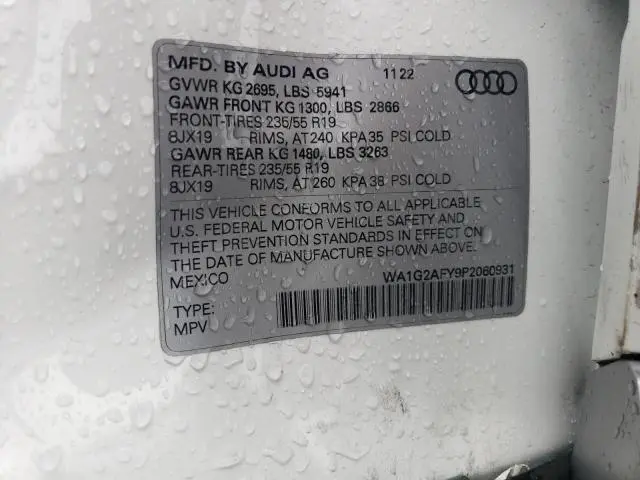 MFD. BY AUDI AG 11 22
GVWR KG 2695, LBS 5941
GAWR FRONT KG 1300, LBS 2866
FRONT-TIRES 235/55 R19
8JX19 RIMS, AT 240 KPA 35 PSI COLD
GAWR REAR KG 1480, LBS 3263
REAR-TIRES 235/55 R19
8JX19 RIMS, AT 260 KPA 38 PSI COLD
THIS VEHICLE CONFORMS TO ALL APPLICABLE
U.S. FEDERAL MOTOR VEHICLE SAFETY AND
THEFT PREVENTION STANDARDS IN EFFECT ON
THE DATE OF MANUFACTURE SHOWN ABOVE.
MEXICO WA1G2AFY9P2060931
TYPE:
MPV